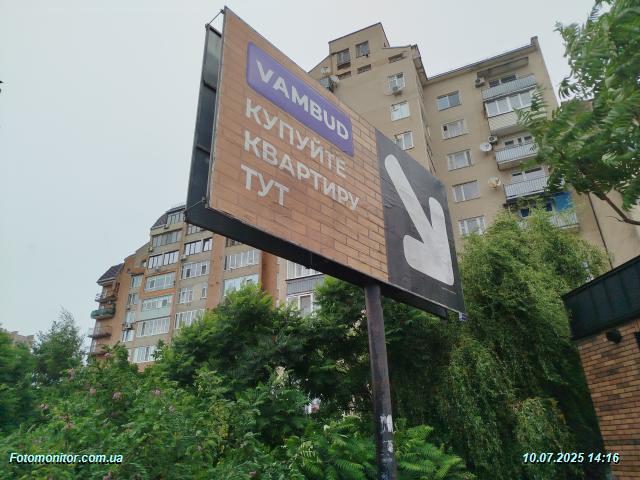 VAMBUD
КУПУЙТЕ
КВАРТИРУ
ТУТ
Fotomonitor.com.ua
10.07.2025 14:16